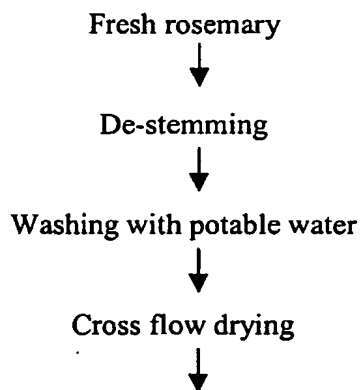 Fresh rosemary
De-stemming
Washing with potable water
Cross flow drying